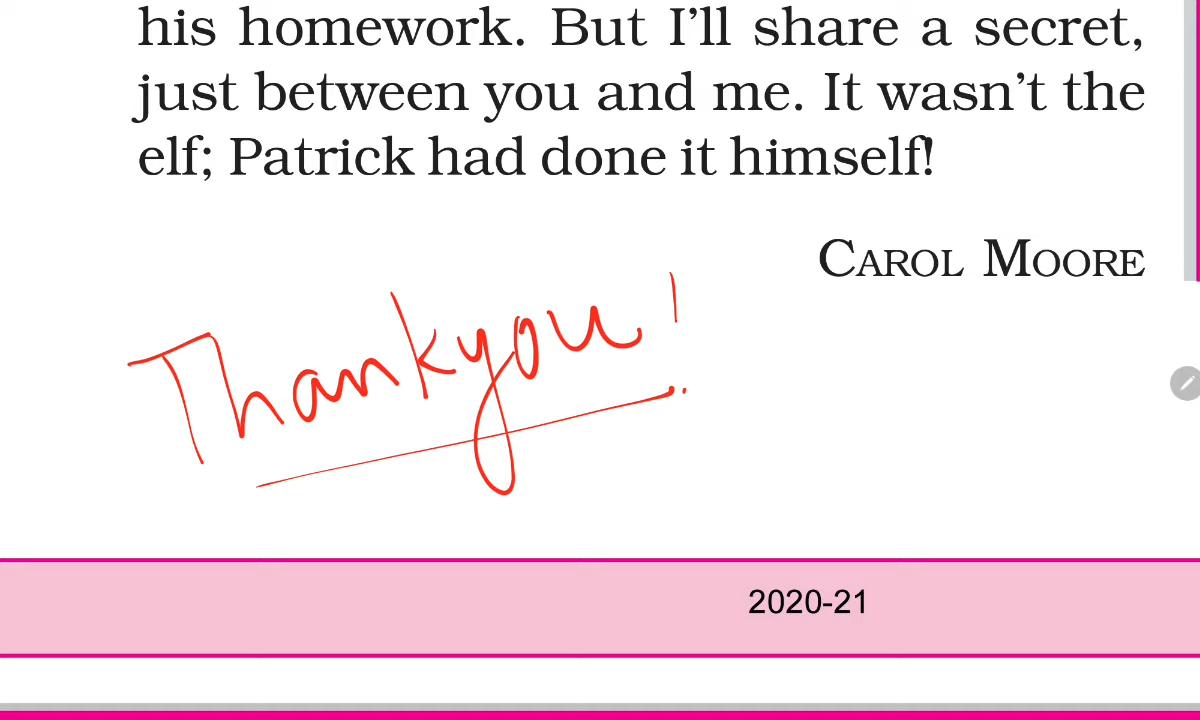 his homework. But I'll share a secret,
just between you and me. It wasn't the
elf; Patrick had done it himself!
CAROL MOORE
Thankyou!
2020-21